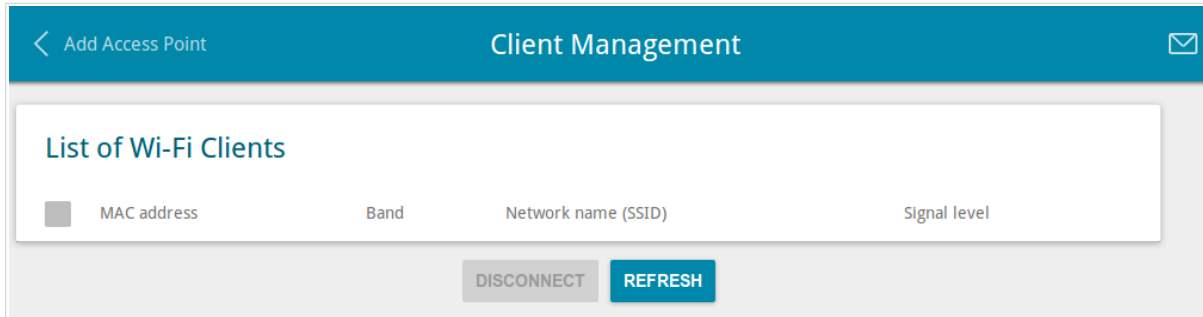 Add Access Point
Client Management
List of Wi-Fi Clients
MAC address Band Network name (SSID) Signal level
DISCONNECT REFRESH